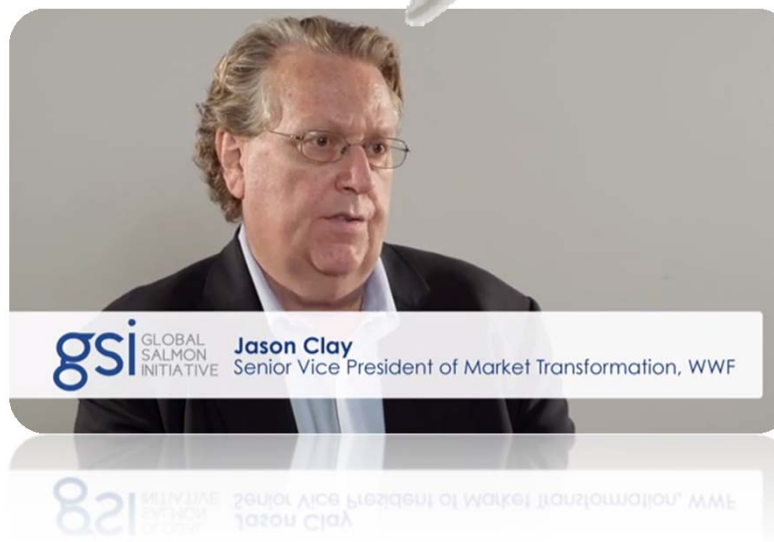 gsi
GLOBAL
SALMON
INITIATIVE
Jason Clay
Senior Vice President of Market Transformation, WWF